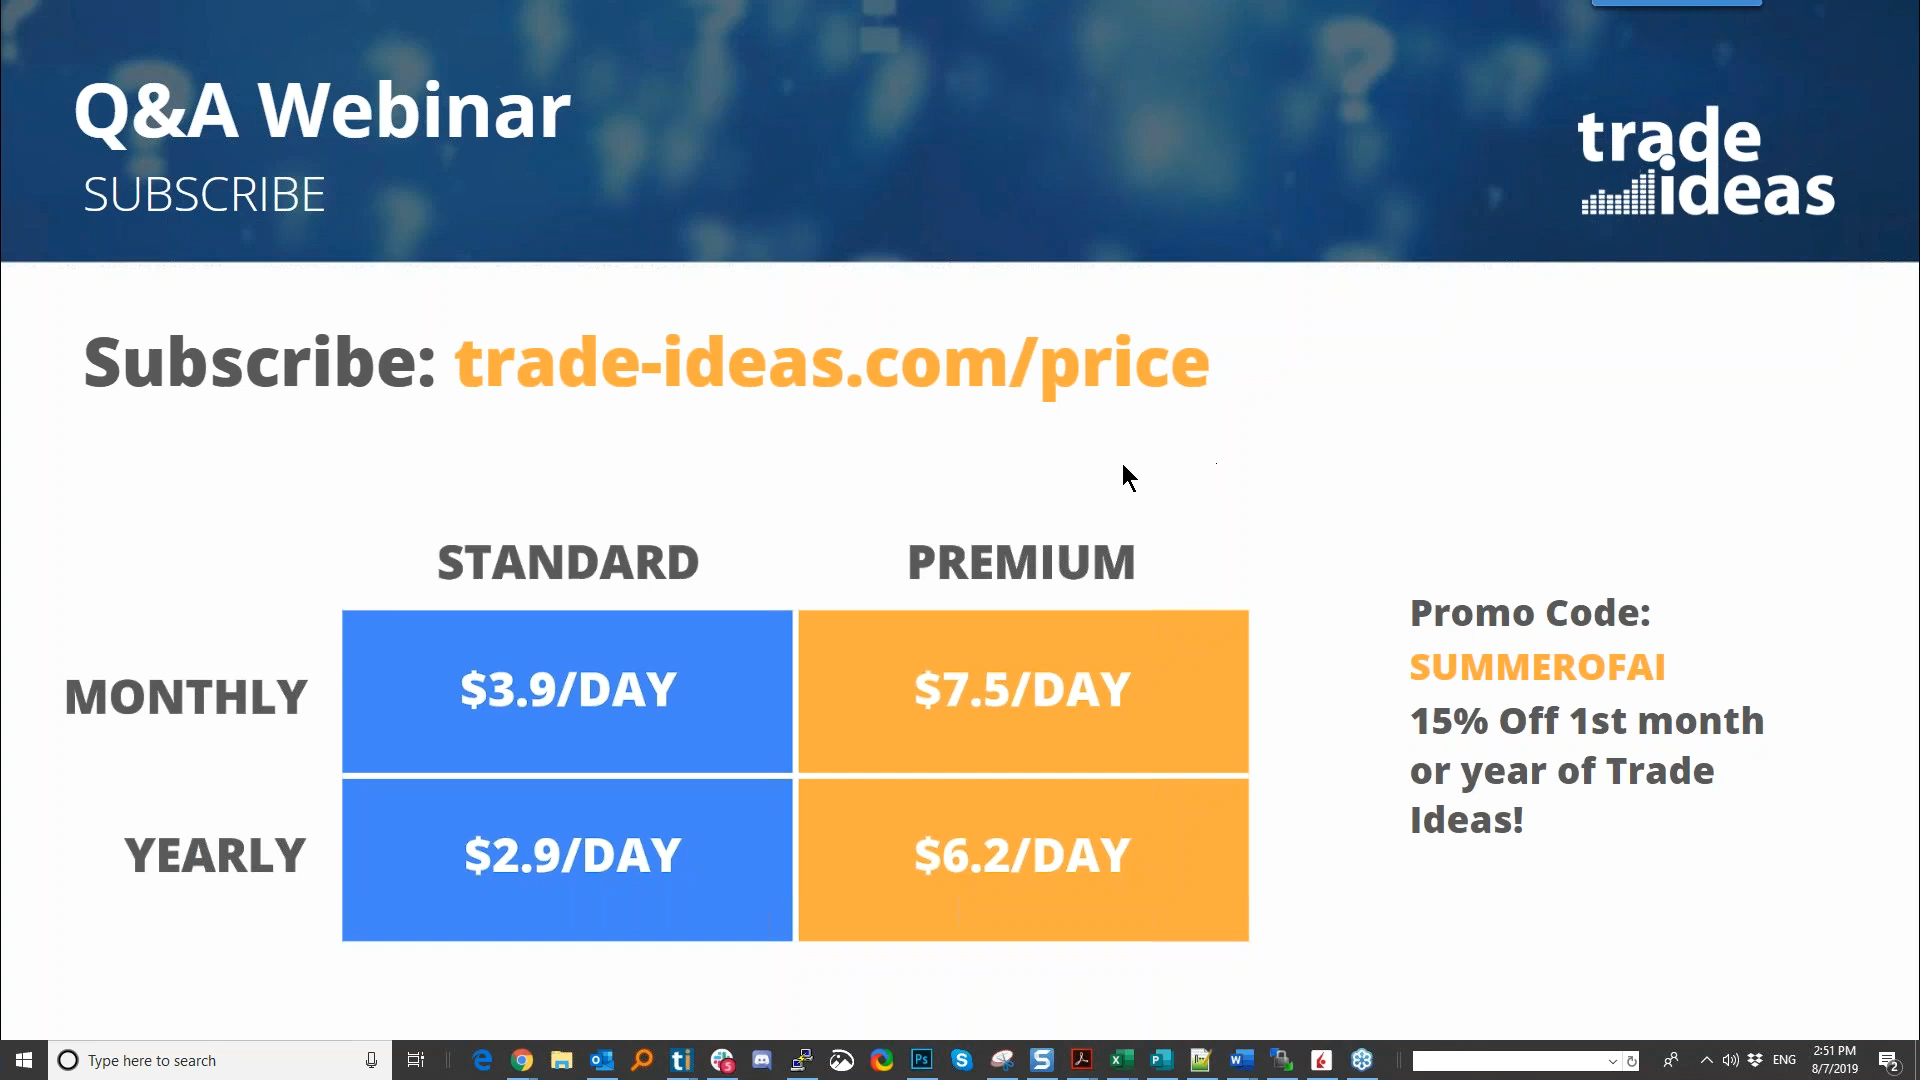 Q&A Webinar
SUBSCRIBE
trade
ideas
Subscribe: trade-ideas.com/price
STANDARD PREMIUM
MONTHLY $3.9/DAY $7.5/DAY
YEARLY $2.9/DAY $6.2/DAY
Promo Code:
SUMMEROFAI
15% Off 1st month
or year of Trade
Ideas!
Type here to search
ENG
2:51 PM
8/7/2019